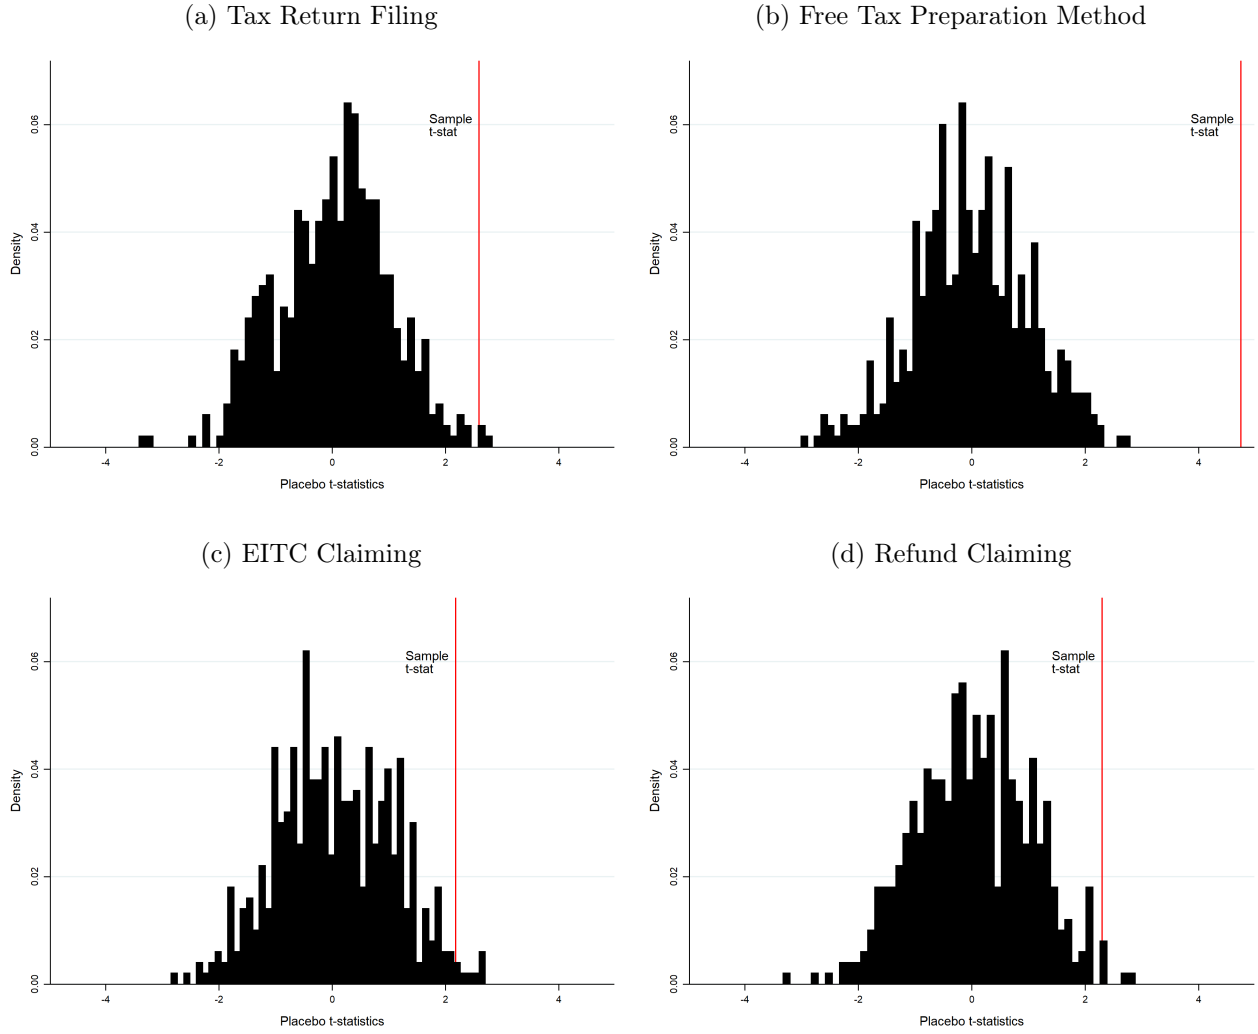 (a) Tax Return Filing
Sample
t-stat
Density
0.00
0.02
0.04
0.06
-4
-2
0
2
4
Placebo t-statistics
(b) Free Tax Preparation Method
Sample
t-stat
Density
0.00
0.02
0.04
0.06
-4
-2
0
2
4
Placebo t-statistics
(c) EITC Claiming
Sample
t-stat
Density
0.00
0.02
0.04
0.06
-4
-2
0
2
4
Placebo t-statistics
(d) Refund Claiming
Sample
t-stat
Density
0.00
0.02
0.04
0.06
-4
-2
0
2
4
Placebo t-statistics